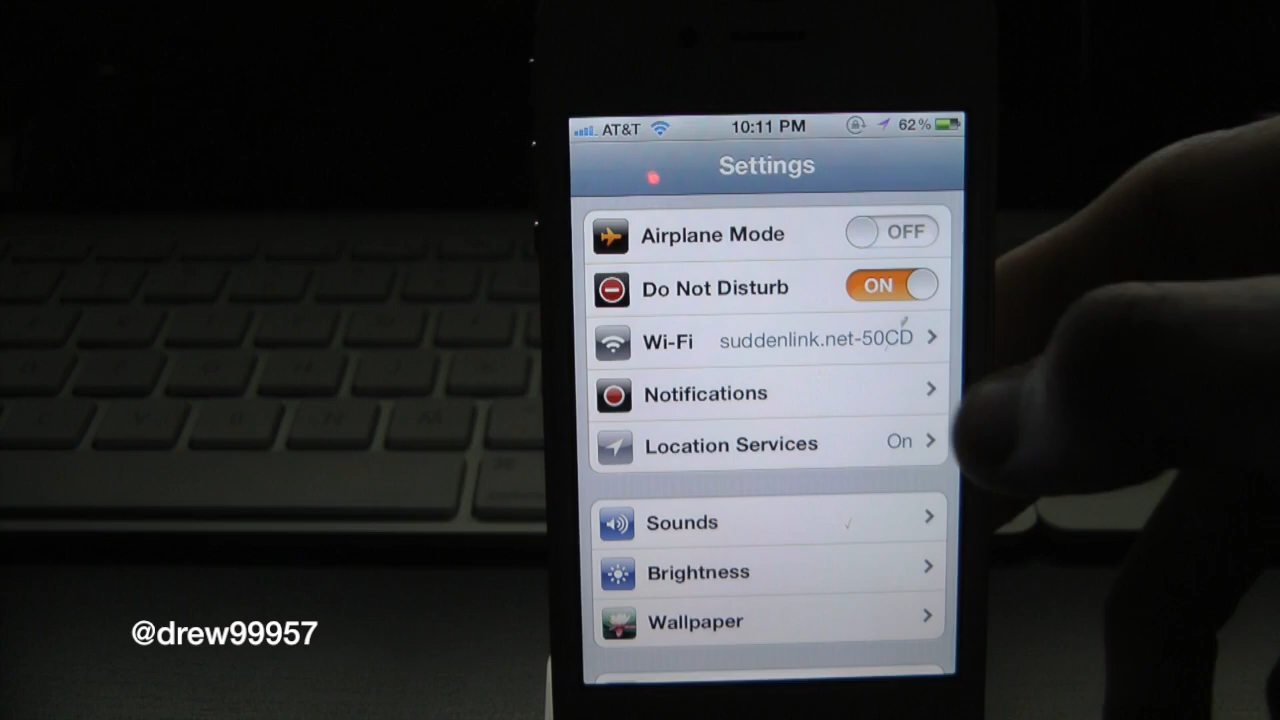 AT&T 10:11 PM 62%
Settings
Airplane Mode OFF
Do Not Disturb ON
Wi-Fi suddenlink.net-50CD
Notifications
Location Services On
Sounds
Brightness
Wallpaper
@drew99957